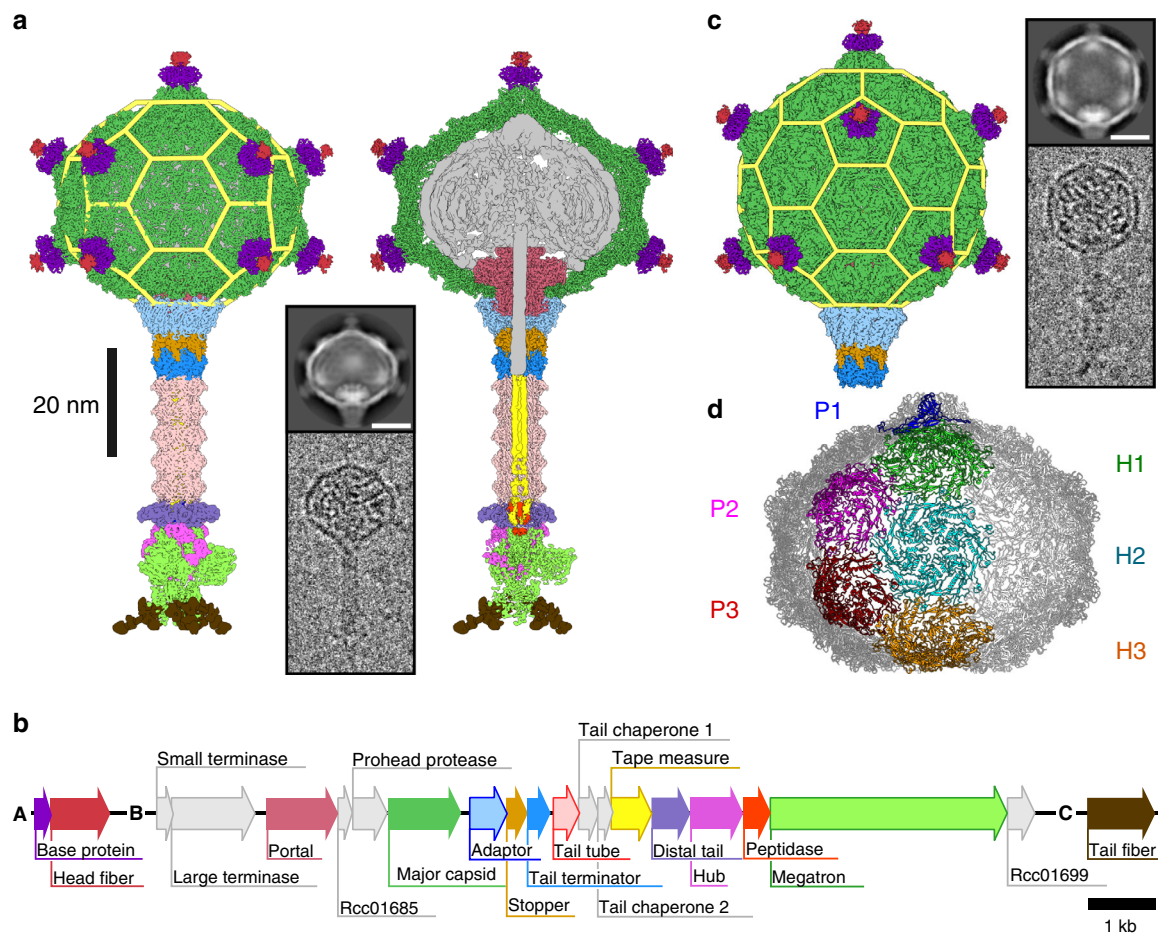 a
c
20 nm
d
P1
H1
P2
H2
P3
H3
b
Tail chaperone 1
Small terminase
Prohead protease
Tape measure
A
B
C
Base protein
Portal
Adaptor
Tail tube
Distal tail
Peptidase
Tail fiber
Head fiber
Large terminase
Major capsid
Tail terminator
Hub
Megatron
Rcc01699
Rcc01685
Stopper
Tail chaperone 2
1 kb